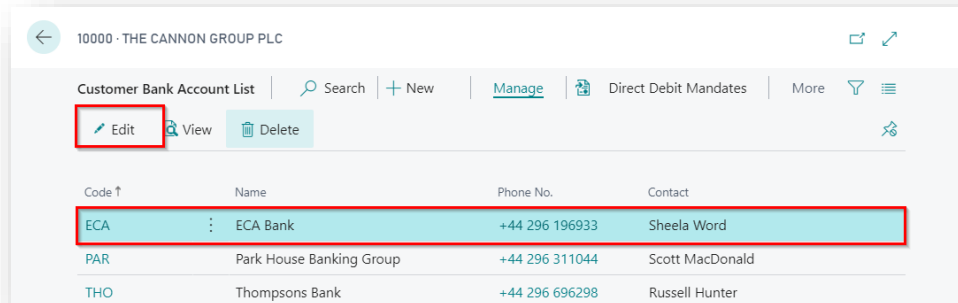 10000 · THE CANNON GROUP PLC
Customer Bank Account List Search New Manage Direct Debit Mandates More
Edit View Delete
Code↑ Name Phone No. Contact
ECA ECA Bank +44 296 196933 Sheela Word
PAR Park House Banking Group +44 296 311044 Scott MacDonald
THO Thompsons Bank +44 296 696298 Russell Hunter